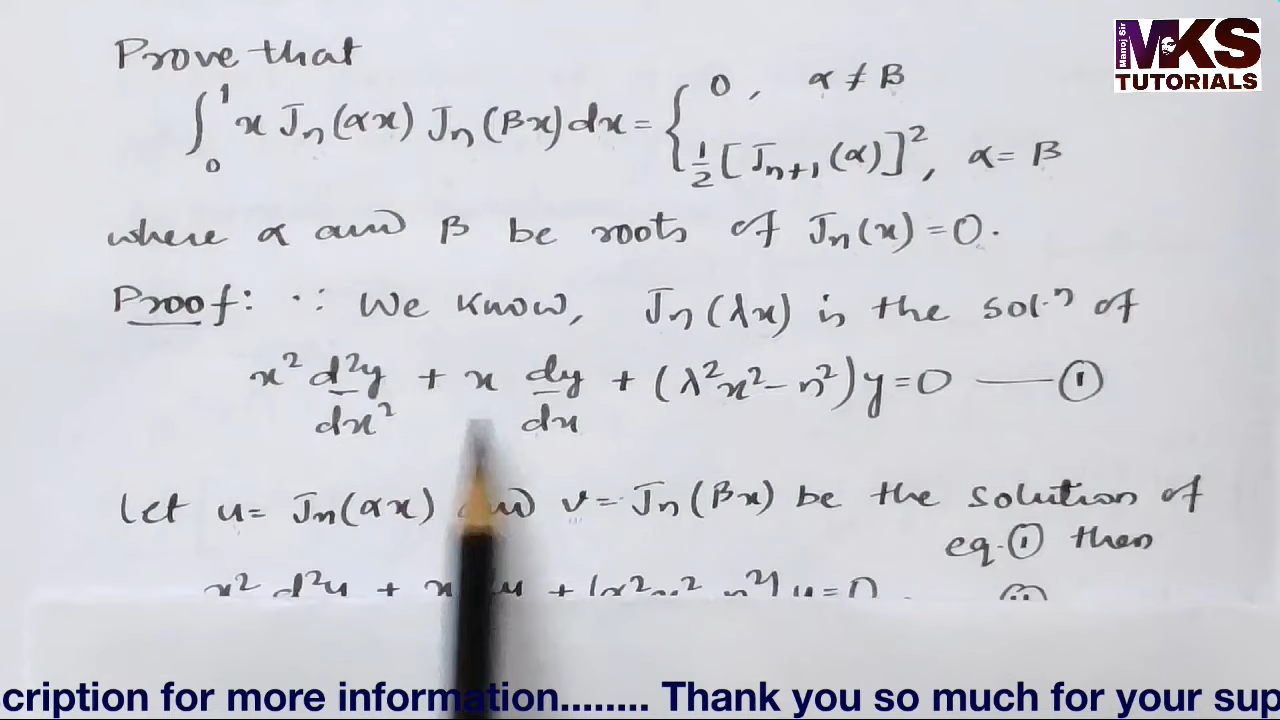 Manoj Sir
MKS
TUTORIALS
Prove that
∫₀¹ x Jₙ(αx) Jₙ(βx) dx = { 0, α ≠ β
½ [Jₙ₊₁(α)]², α = β
where α and β be roots of Jₙ(x) = 0.
Proof: ∵ We know, Jₙ(λx) is the sol.ⁿ of
x² d²y/dx² + x dy/dx + (λ²x² - n²)y = 0 —— ①
Let u = Jₙ(αx) and v = Jₙ(βx) be the solution of
eq.① then
cription for more information........ Thank you so much for your sup